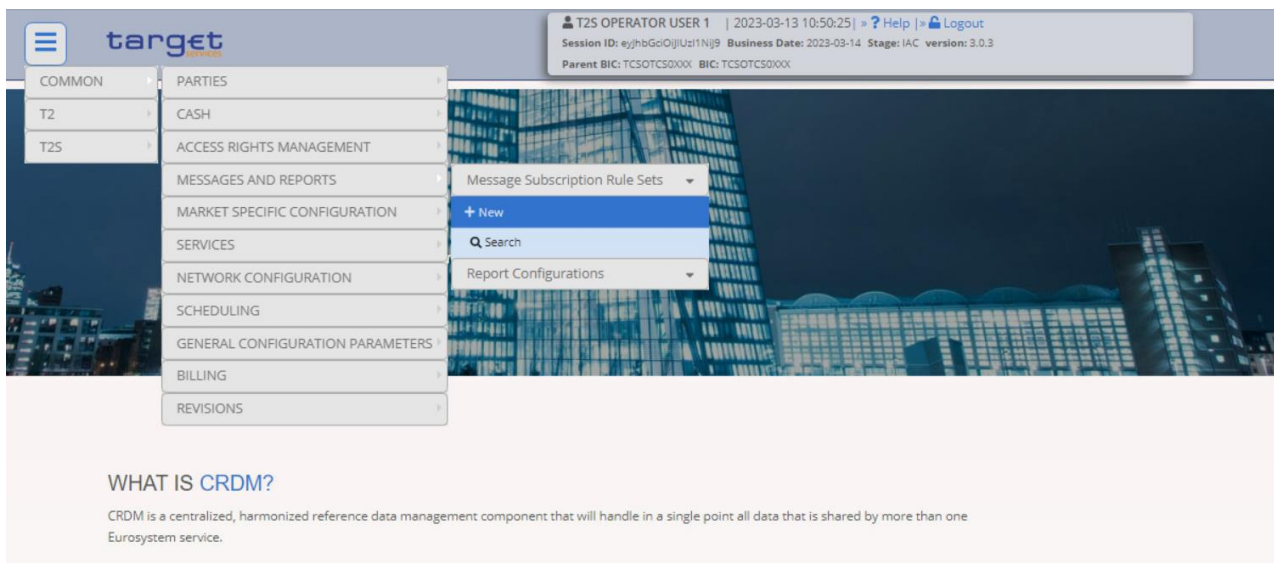 T2S OPERATOR USER 1 | 2023-03-13 10:50:25| » ? Help |» Logout
Session ID: eyJhbGciOiJIUzI1NiJ9 Business Date: 2023-03-14 Stage: IAC version: 3.0.3
Parent BIC: TCSOTCS0XXX BIC: TCSOTCS0XXX
target
services
COMMON
T2
T2S
PARTIES
CASH
ACCESS RIGHTS MANAGEMENT
MESSAGES AND REPORTS
MARKET SPECIFIC CONFIGURATION
SERVICES
NETWORK CONFIGURATION
SCHEDULING
GENERAL CONFIGURATION PARAMETERS
BILLING
REVISIONS
Message Subscription Rule Sets
+ New
Search
Report Configurations
WHAT IS CRDM?
CRDM is a centralized, harmonized reference data management component that will handle in a single point all data that is shared by more than one
Eurosystem service.